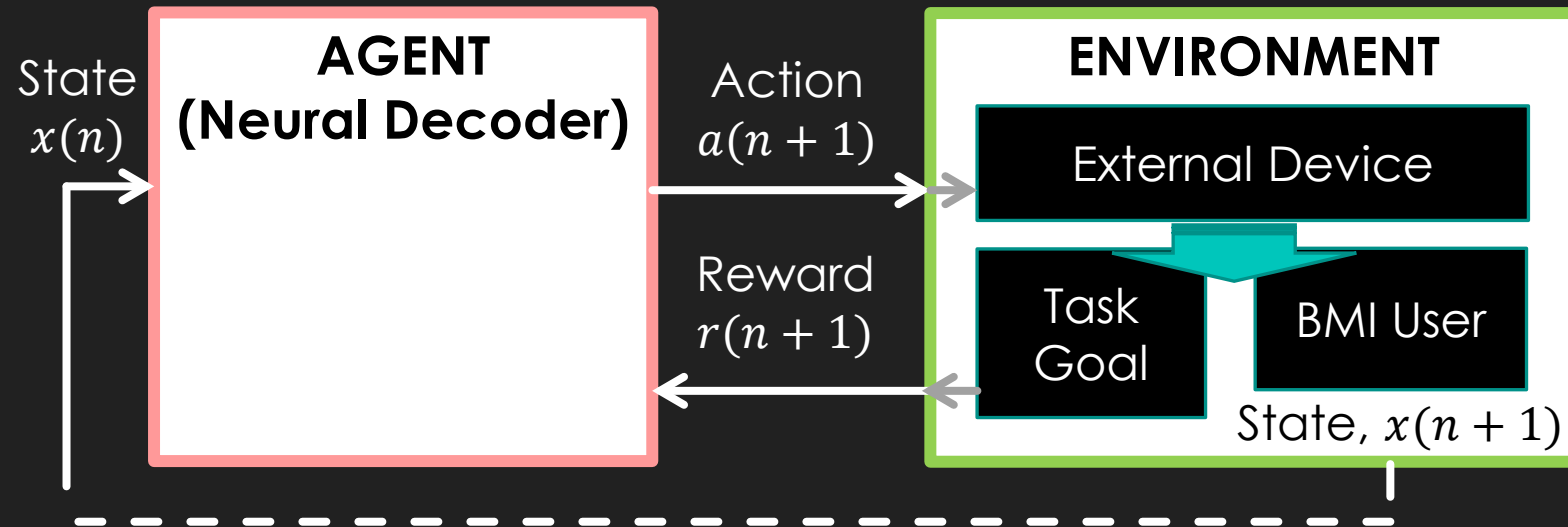 State
x(n)
AGENT
(Neural Decoder)
Action
a(n + 1)
Reward
r(n + 1)
ENVIRONMENT
External Device
Task
Goal
BMI User
State, x(n + 1)